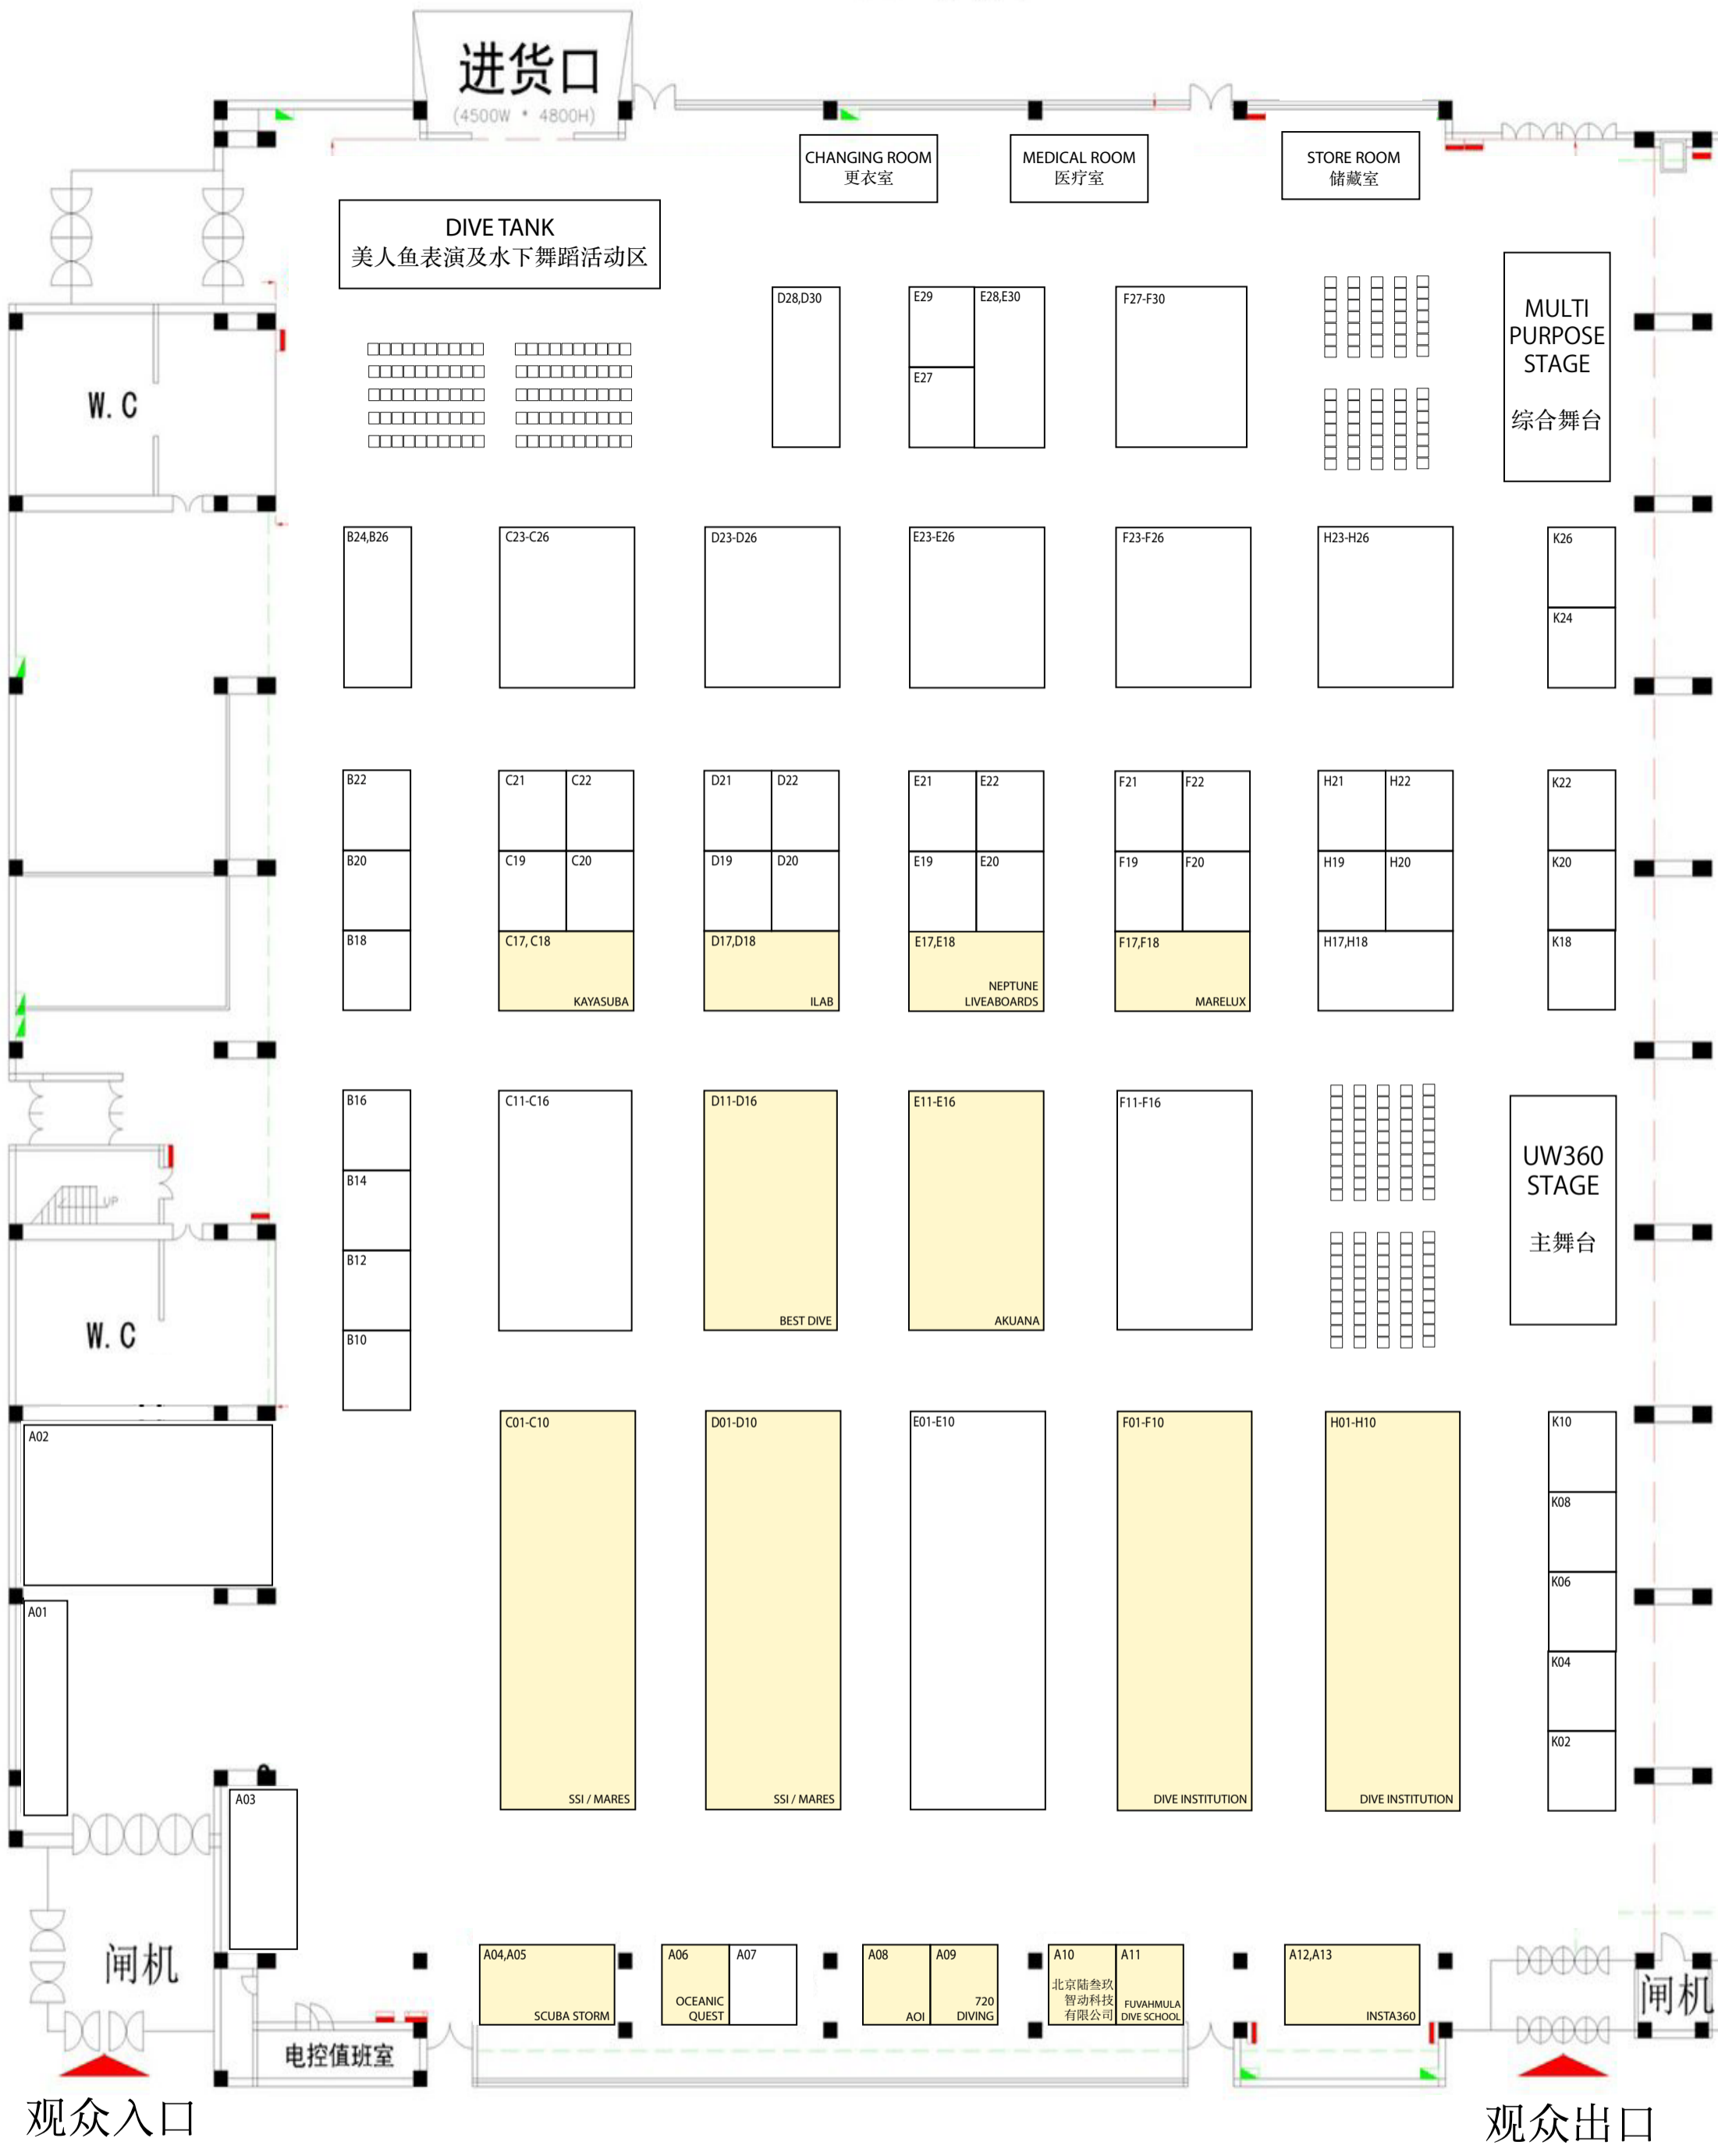 进货口
(4500W * 4800H)
CHANGING ROOM
更衣室
MEDICAL ROOM
医疗室
STORE ROOM
储藏室
DIVE TANK
美人鱼表演及水下舞蹈活动区
MULTI
PURPOSE
STAGE
综合舞台
D28,D30
E29
E28,E30
E27
F27-F30
W.C
B24,B26
C23-C26
D23-D26
E23-E26
F23-F26
H23-H26
K26
K24
B22
C21
C22
D21
D22
E21
E22
F21
F22
H21
H22
K22
B20
C19
C20
D19
D20
E19
E20
F19
F20
H19
H20
K20
B18
C17, C18
KAYASUBA
D17,D18
ILAB
E17,E18
NEPTUNE
LIVEABOARDS
F17,F18
MARELUX
H17,H18
K18
B16
B14
B12
B10
C11-C16
D11-D16
BEST DIVE
E11-E16
AKUANA
F11-F16
UW360
STAGE
主舞台
UP
W.C
A02
A01
A03
C01-C10
SSI / MARES
D01-D10
SSI / MARES
E01-E10
F01-F10
DIVE INSTITUTION
H01-H10
DIVE INSTITUTION
K10
K08
K06
K04
K02
闸机
A04,A05
SCUBA STORM
A06
OCEANIC
QUEST
A07
A08
AOI
A09
720
DIVING
A10
北京陆叁玖
智动科技
有限公司
A11
FUVAHMULA
DIVE SCHOOL
A12,A13
INSTA360
闸机
电控值班室
观众入口
观众出口